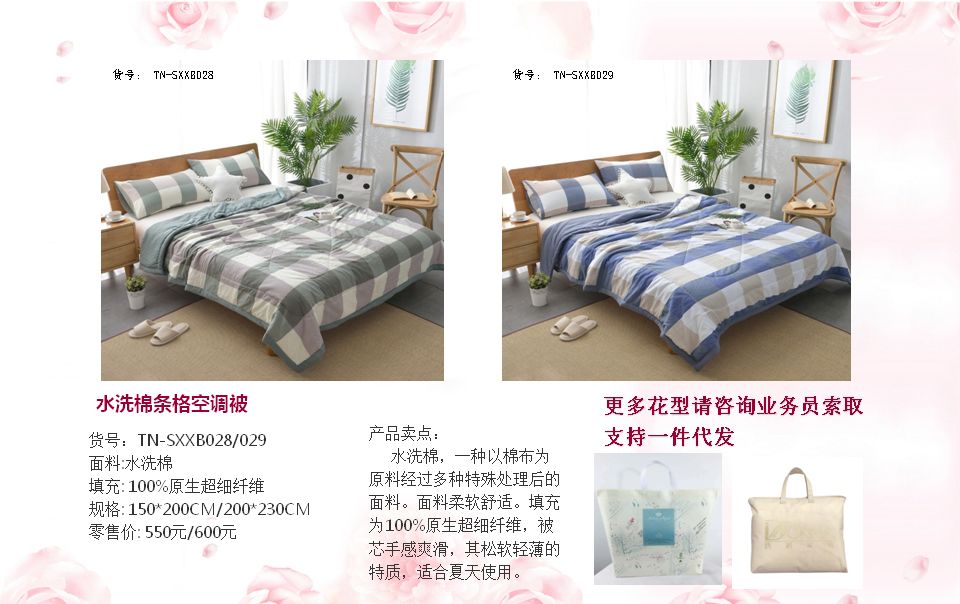 货号： TN-SXXB028
货号： TN-SXXB029
水洗棉条格空调被
货号：TN-SXXB028/029
面料:水洗棉
填充: 100%原生超细纤维
规格: 150*200CM/200*230CM
零售价: 550元/600元
产品卖点：
水洗棉，一种以棉布为
原料经过多种特殊处理后的
面料。面料柔软舒适。填充
为100%原生超细纤维，被
芯手感爽滑，其松软轻薄的
特质，适合夏天使用。
更多花型请咨询业务员索取
支持一件代发